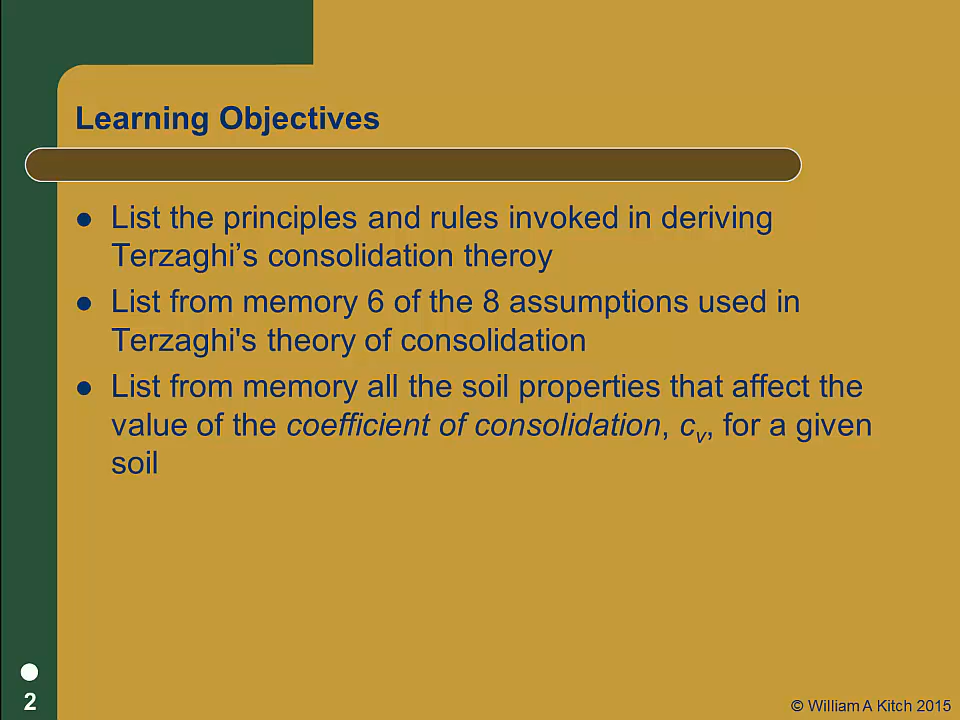 Learning Objectives
● List the principles and rules invoked in deriving
Terzaghi’s consolidation theroy
● List from memory 6 of the 8 assumptions used in
Terzaghi's theory of consolidation
● List from memory all the soil properties that affect the
value of the coefficient of consolidation, cv, for a given
soil
2
© William A Kitch 2015